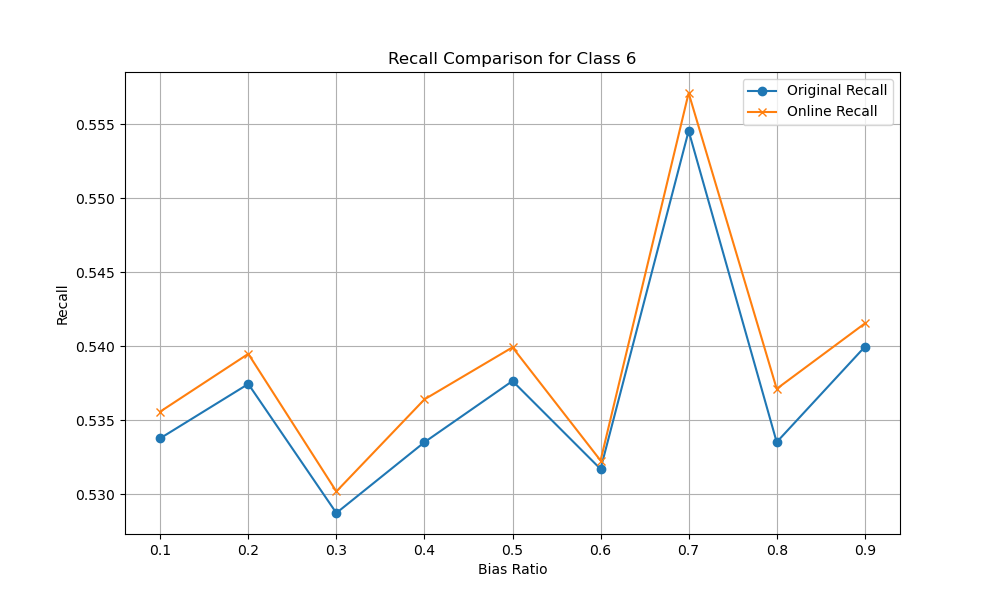 Recall Comparison for Class 6
Original Recall
Online Recall
0.555
0.550
0.545
0.540
0.535
0.530
Recall
0.1 0.2 0.3 0.4 0.5 0.6 0.7 0.8 0.9
Bias Ratio